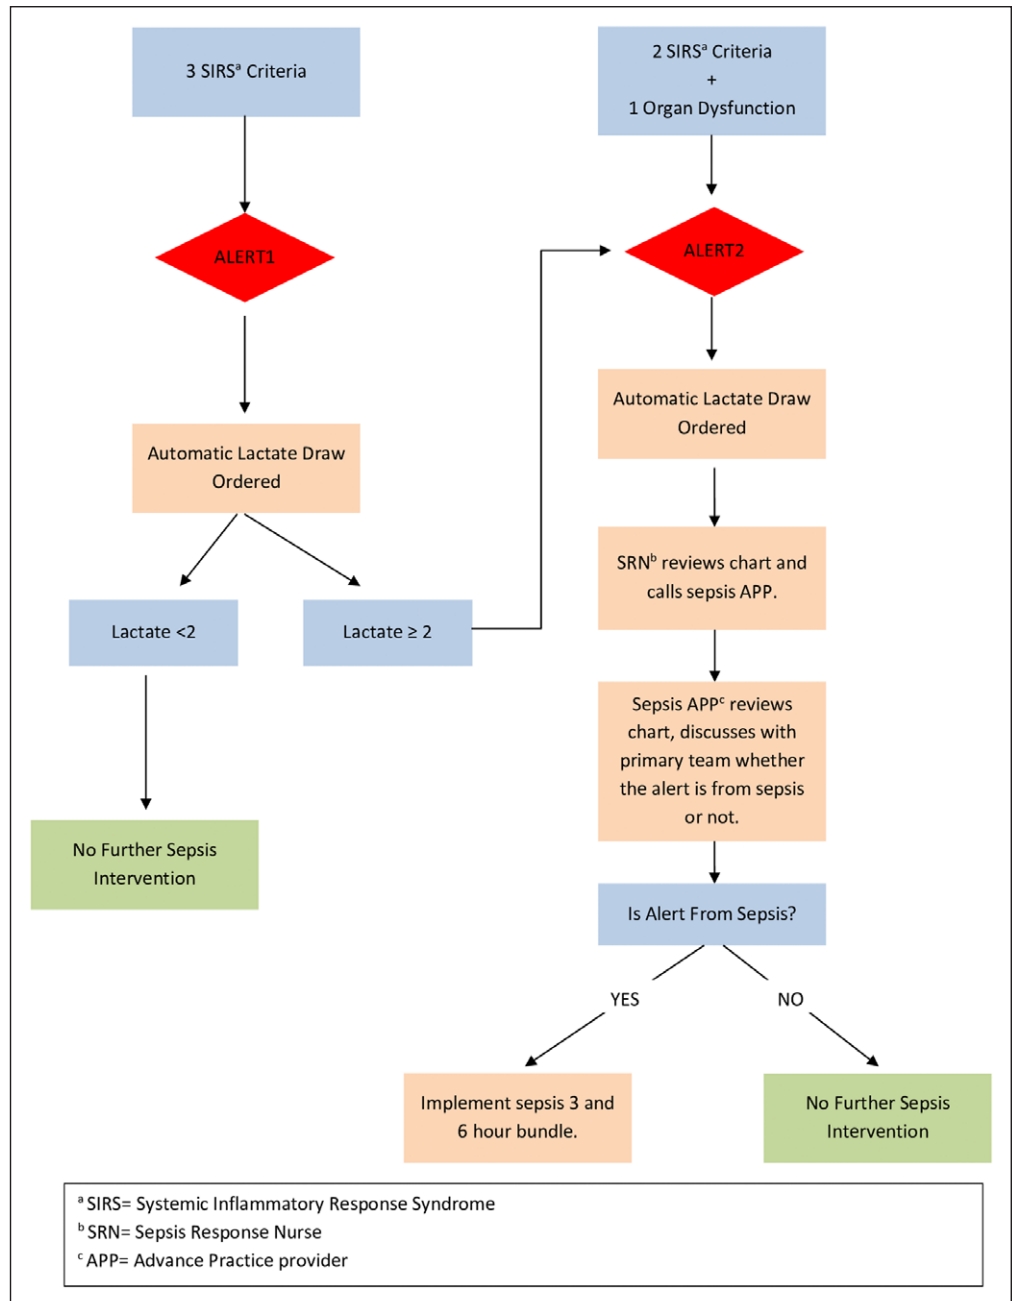 3 SIRSᵃ Criteria
2 SIRSᵃ Criteria
+
1 Organ Dysfunction
ALERT1
ALERT2
Automatic Lactate Draw
Ordered
Automatic Lactate Draw
Ordered
SRNᵇ reviews chart and
calls sepsis APP.
Lactate <2
Lactate ≥ 2
Sepsis APPᶜ reviews
chart, discusses with
primary team whether
the alert is from sepsis
or not.
No Further Sepsis
Intervention
Is Alert From Sepsis?
YES
NO
Implement sepsis 3 and
6 hour bundle.
No Further Sepsis
Intervention
ᵃ SIRS= Systemic Inflammatory Response Syndrome
ᵇ SRN= Sepsis Response Nurse
ᶜ APP= Advance Practice provider